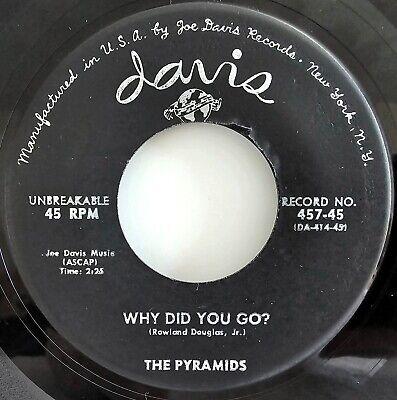 Manufactured in U.S.A. by Joe Davis Records · New York, N.Y.
davis
UNBREAKABLE
45 RPM
RECORD NO.
457-45
(DA-414-45)
Joe Davis Music
(ASCAP)
Time: 2:25
WHY DID YOU GO?
(Rowland Douglas, Jr.)
THE PYRAMIDS